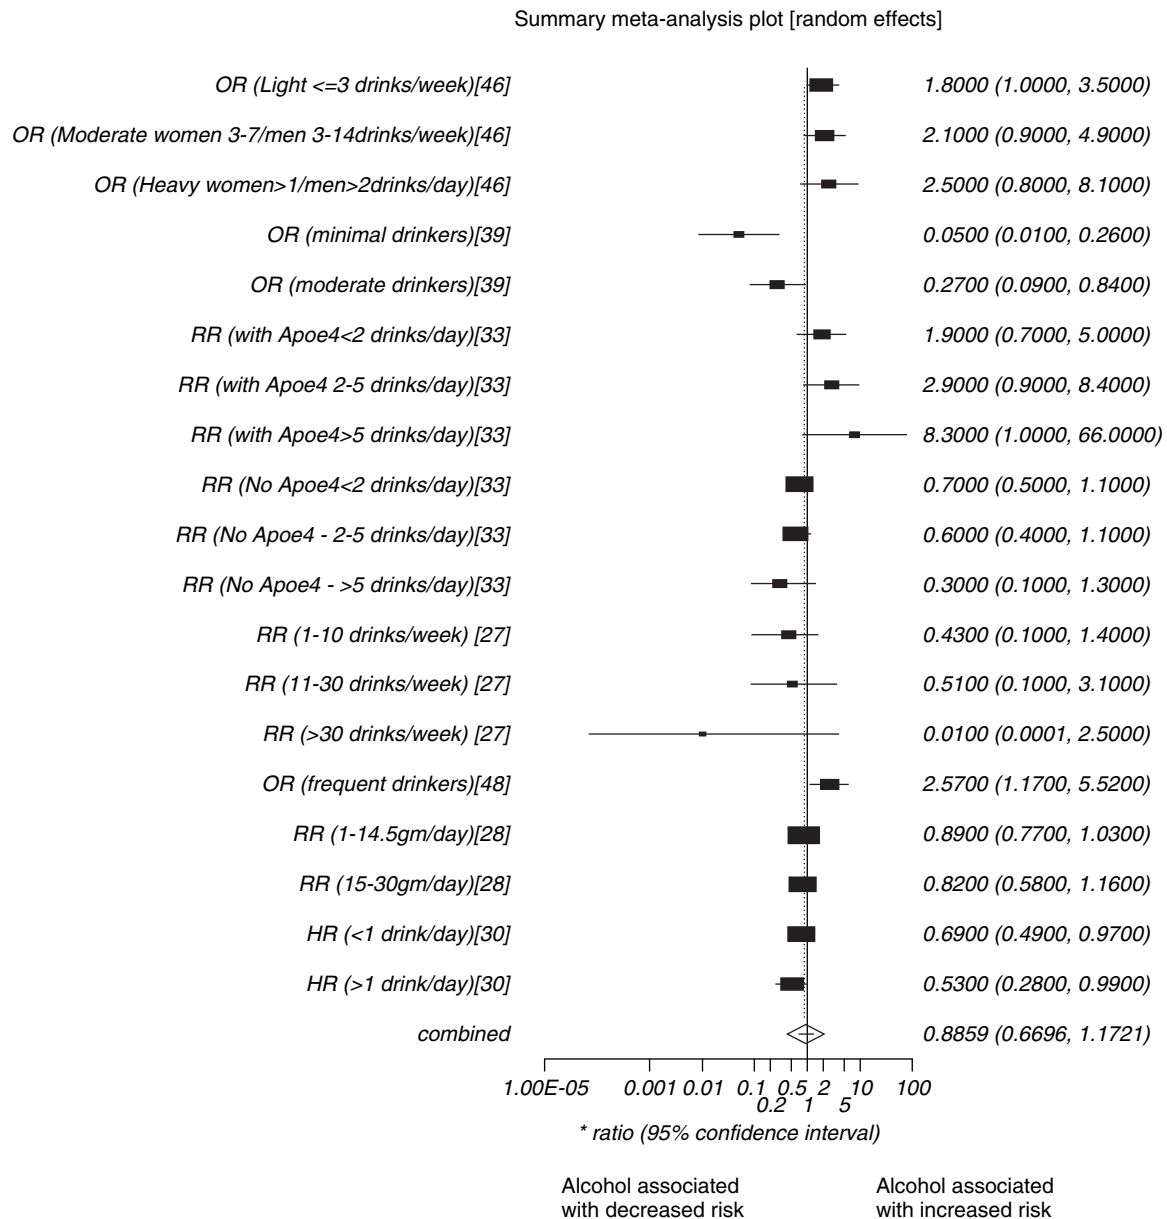 Summary meta-analysis plot [random effects]
OR (Light <=3 drinks/week)[46] 1.8000 (1.0000, 3.5000)
OR (Moderate women 3-7/men 3-14drinks/week)[46] 2.1000 (0.9000, 4.9000)
OR (Heavy women>1/men>2drinks/day)[46] 2.5000 (0.8000, 8.1000)
OR (minimal drinkers)[39] 0.0500 (0.0100, 0.2600)
OR (moderate drinkers)[39] 0.2700 (0.0900, 0.8400)
RR (with Apoe4<2 drinks/day)[33] 1.9000 (0.7000, 5.0000)
RR (with Apoe4 2-5 drinks/day)[33] 2.9000 (0.9000, 8.4000)
RR (with Apoe4>5 drinks/day)[33] 8.3000 (1.0000, 66.0000)
RR (No Apoe4<2 drinks/day)[33] 0.7000 (0.5000, 1.1000)
RR (No Apoe4 - 2-5 drinks/day)[33] 0.6000 (0.4000, 1.1000)
RR (No Apoe4 - >5 drinks/day)[33] 0.3000 (0.1000, 1.3000)
RR (1-10 drinks/week) [27] 0.4300 (0.1000, 1.4000)
RR (11-30 drinks/week) [27] 0.5100 (0.1000, 3.1000)
RR (>30 drinks/week) [27] 0.0100 (0.0001, 2.5000)
OR (frequent drinkers)[48] 2.5700 (1.1700, 5.5200)
RR (1-14.5gm/day)[28] 0.8900 (0.7700, 1.0300)
RR (15-30gm/day)[28] 0.8200 (0.5800, 1.1600)
HR (<1 drink/day)[30] 0.6900 (0.4900, 0.9700)
HR (>1 drink/day)[30] 0.5300 (0.2800, 0.9900)
combined 0.8859 (0.6696, 1.1721)
1.00E-05 0.001 0.01 0.1 0.5 2 10 100
0.2 1 5
* ratio (95% confidence interval)
Alcohol associated Alcohol associated
with decreased risk with increased risk